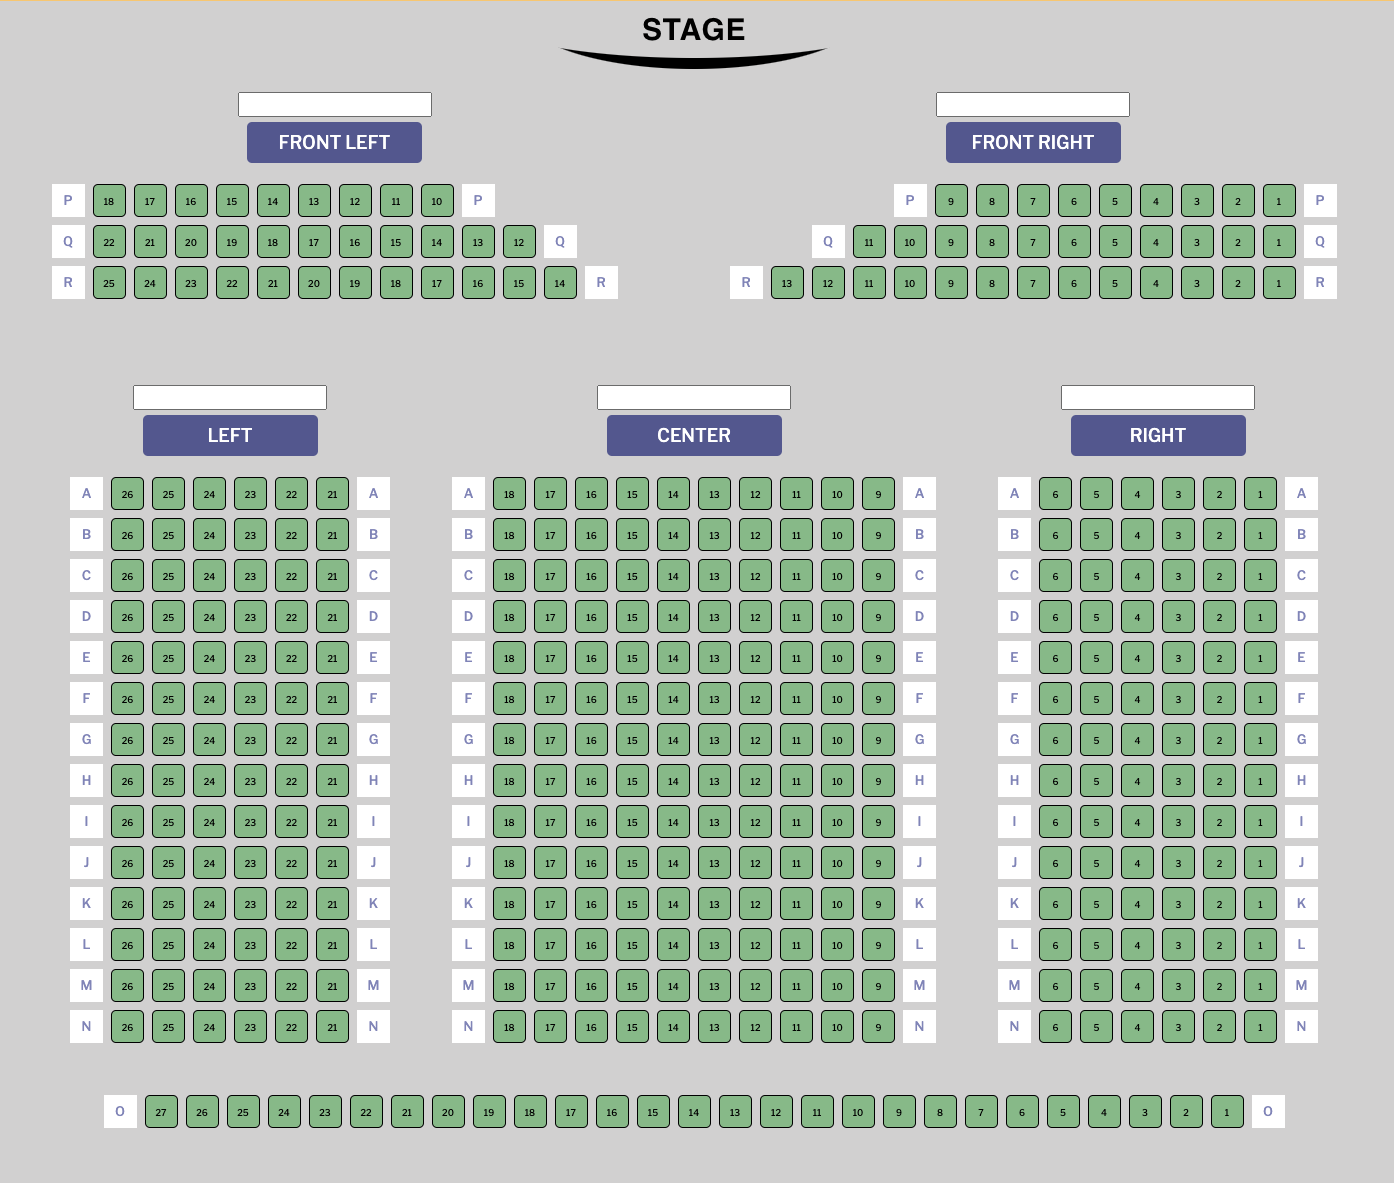 STAGE
FRONT LEFT
FRONT RIGHT
P 18 17 16 15 14 13 12 11 10 P
P 9 8 7 6 5 4 3 2 1 P
Q 22 21 20 19 18 17 16 15 14 13 12 Q
Q 11 10 9 8 7 6 5 4 3 2 1 Q
R 25 24 23 22 21 20 19 18 17 16 15 14 R
R 13 12 11 10 9 8 7 6 5 4 3 2 1 R
LEFT
CENTER
RIGHT
A 26 25 24 23 22 21 A A 18 17 16 15 14 13 12 11 10 9 A A 6 5 4 3 2 1 A
B 26 25 24 23 22 21 B B 18 17 16 15 14 13 12 11 10 9 B B 6 5 4 3 2 1 B
C 26 25 24 23 22 21 C C 18 17 16 15 14 13 12 11 10 9 C C 6 5 4 3 2 1 C
D 26 25 24 23 22 21 D D 18 17 16 15 14 13 12 11 10 9 D D 6 5 4 3 2 1 D
E 26 25 24 23 22 21 E E 18 17 16 15 14 13 12 11 10 9 E E 6 5 4 3 2 1 E
F 26 25 24 23 22 21 F F 18 17 16 15 14 13 12 11 10 9 F F 6 5 4 3 2 1 F
G 26 25 24 23 22 21 G G 18 17 16 15 14 13 12 11 10 9 G G 6 5 4 3 2 1 G
H 26 25 24 23 22 21 H H 18 17 16 15 14 13 12 11 10 9 H H 6 5 4 3 2 1 H
I 26 25 24 23 22 21 I I 18 17 16 15 14 13 12 11 10 9 I I 6 5 4 3 2 1 I
J 26 25 24 23 22 21 J J 18 17 16 15 14 13 12 11 10 9 J J 6 5 4 3 2 1 J
K 26 25 24 23 22 21 K K 18 17 16 15 14 13 12 11 10 9 K K 6 5 4 3 2 1 K
L 26 25 24 23 22 21 L L 18 17 16 15 14 13 12 11 10 9 L L 6 5 4 3 2 1 L
M 26 25 24 23 22 21 M M 18 17 16 15 14 13 12 11 10 9 M M 6 5 4 3 2 1 M
N 26 25 24 23 22 21 N N 18 17 16 15 14 13 12 11 10 9 N N 6 5 4 3 2 1 N
O 27 26 25 24 23 22 21 20 19 18 17 16 15 14 13 12 11 10 9 8 7 6 5 4 3 2 1 O